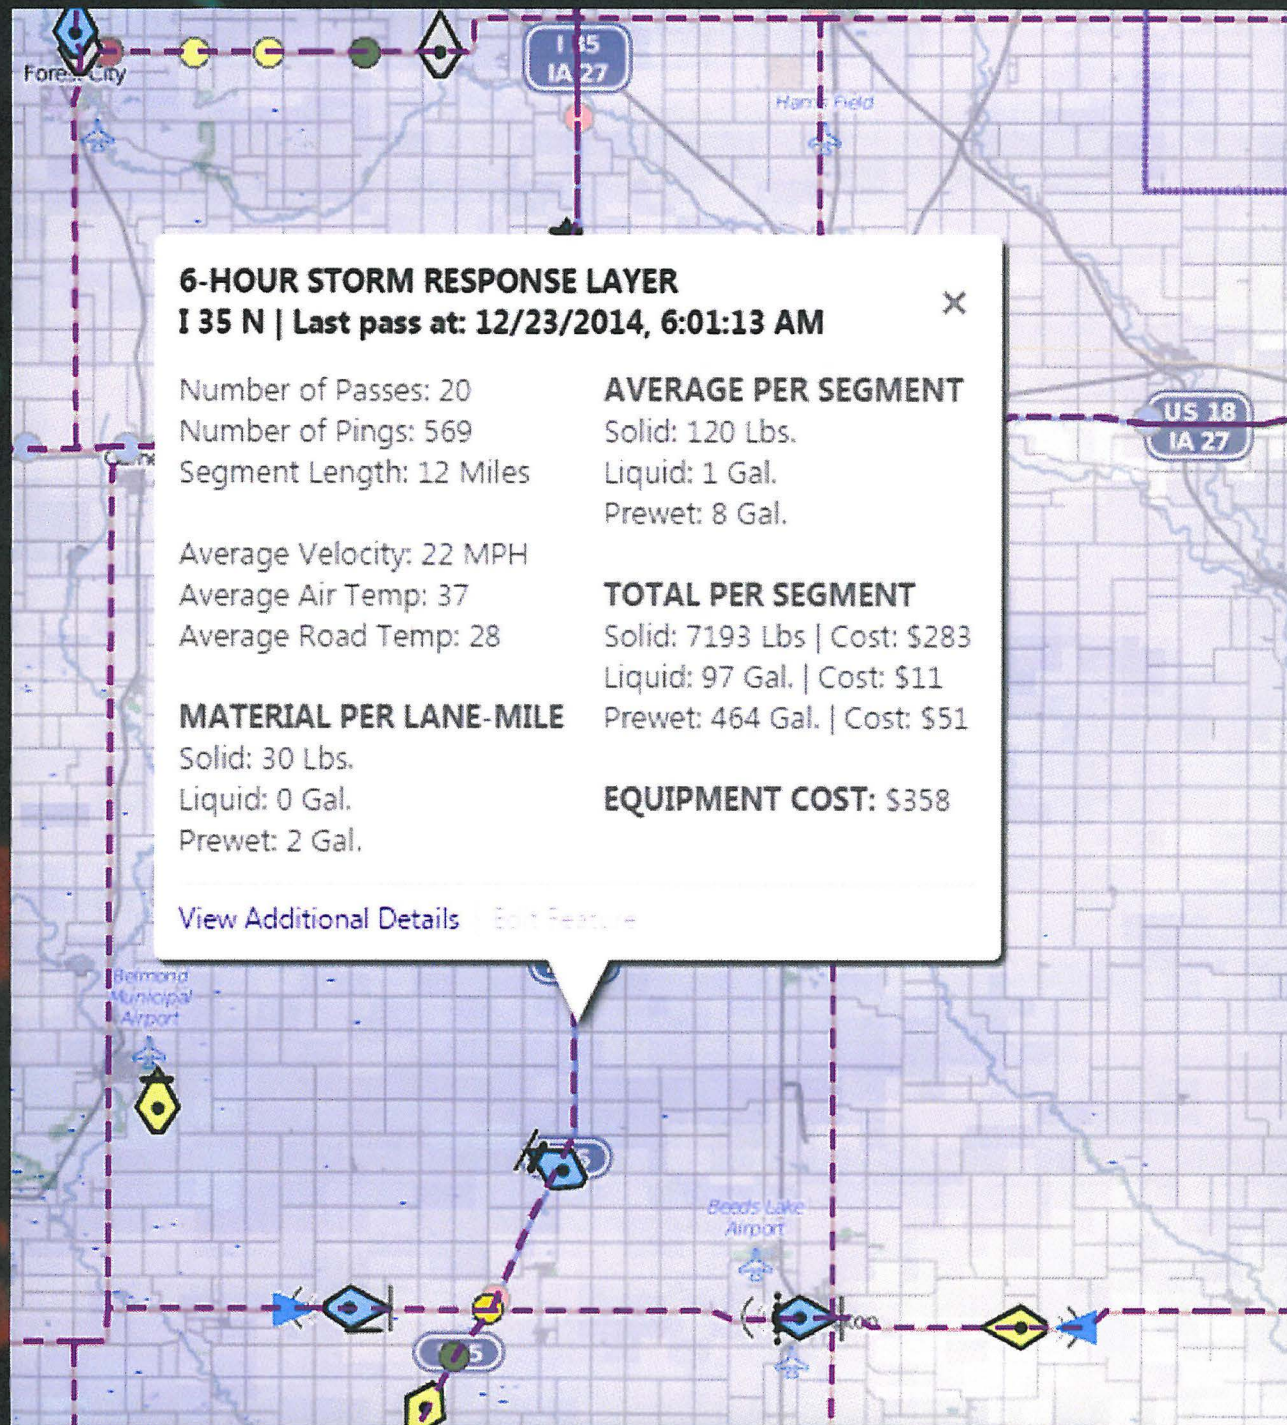 Forest City
I 35
IA 27
Harris Field
6-HOUR STORM RESPONSE LAYER
I 35 N | Last pass at: 12/23/2014, 6:01:13 AM
Number of Passes: 20
Number of Pings: 569
Segment Length: 12 Miles
Average Velocity: 22 MPH
Average Air Temp: 37
Average Road Temp: 28
MATERIAL PER LANE-MILE
Solid: 30 Lbs.
Liquid: 0 Gal.
Prewet: 2 Gal.
AVERAGE PER SEGMENT
Solid: 120 Lbs.
Liquid: 1 Gal.
Prewet: 8 Gal.
TOTAL PER SEGMENT
Solid: 7193 Lbs | Cost: $283
Liquid: 97 Gal. | Cost: $11
Prewet: 464 Gal. | Cost: $51
EQUIPMENT COST: $358
View Additional Details | Edit Feature
US 18
IA 27
Belmond
Municipal
Airport
Beeds Lake
Airport